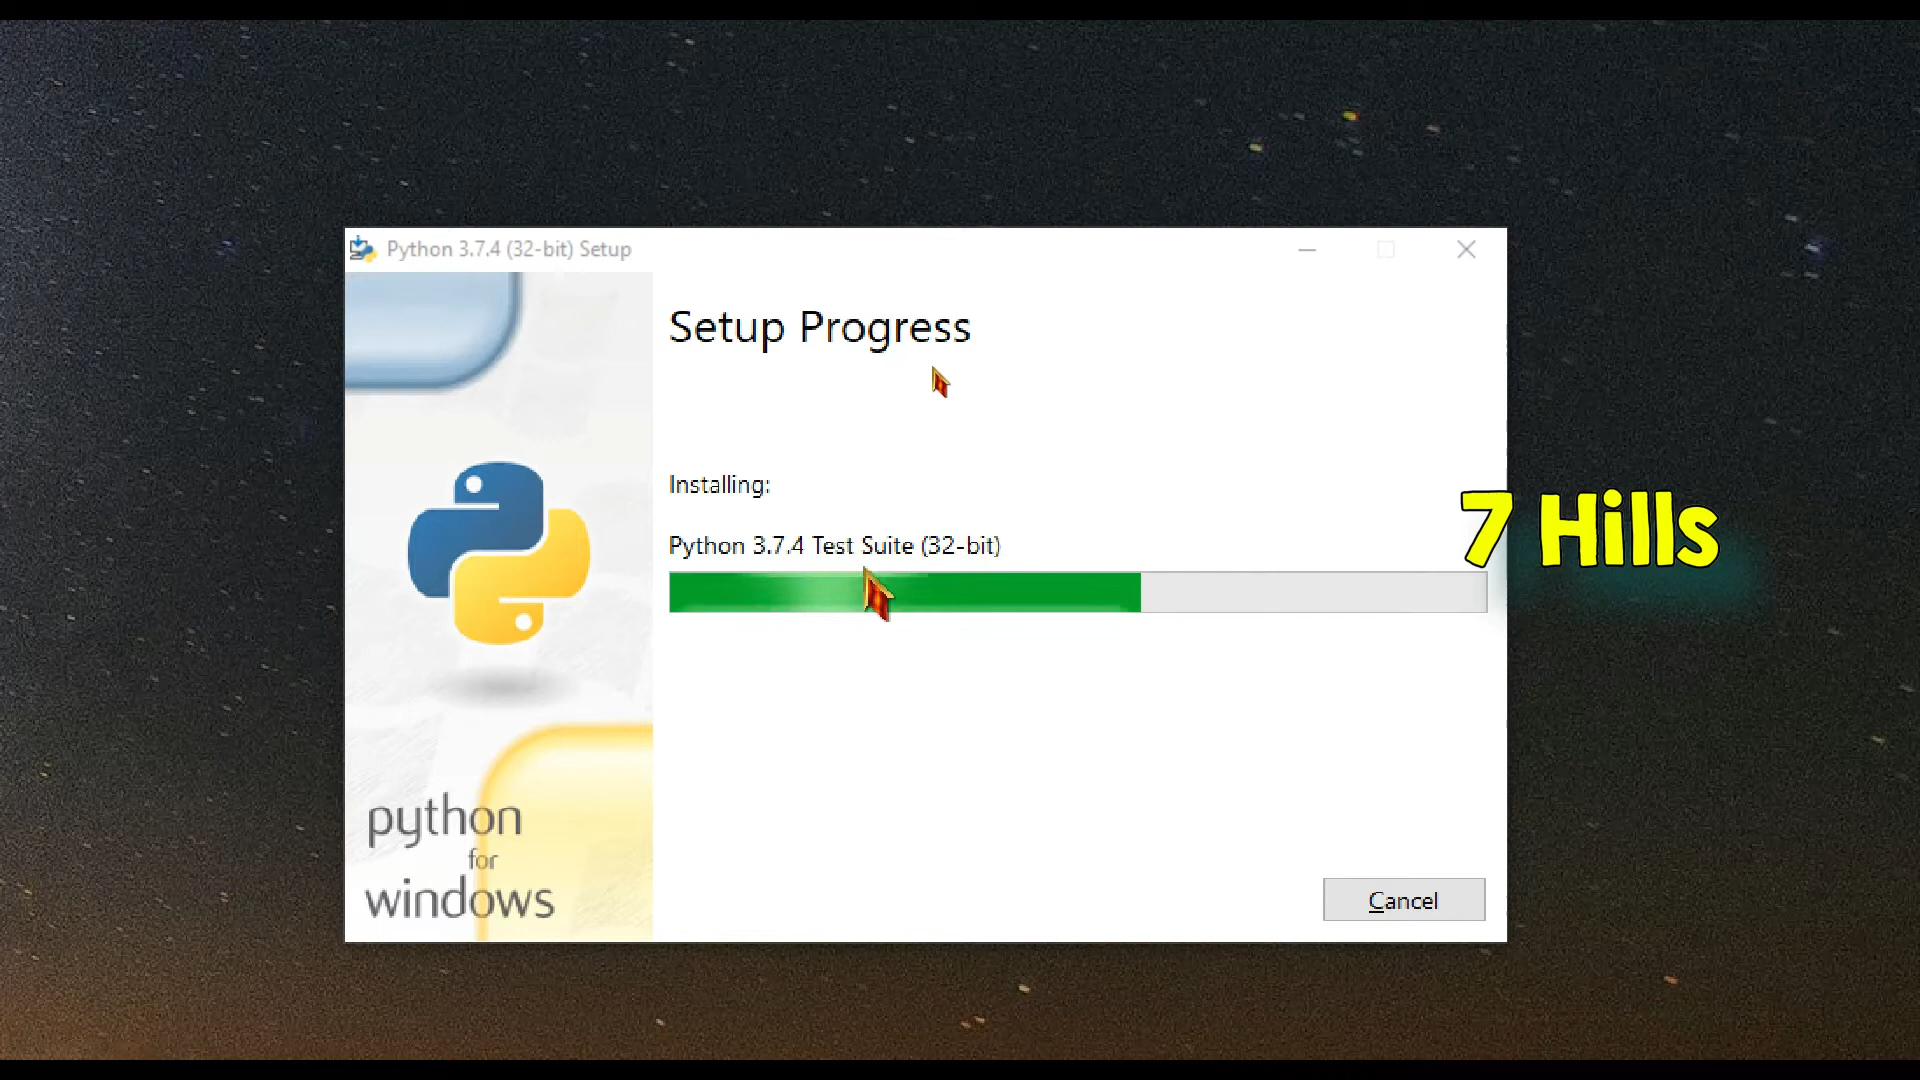 Python 3.7.4 (32-bit) Setup
Setup Progress
Installing:
Python 3.7.4 Test Suite (32-bit)
7 Hills
python
for
windows
Cancel